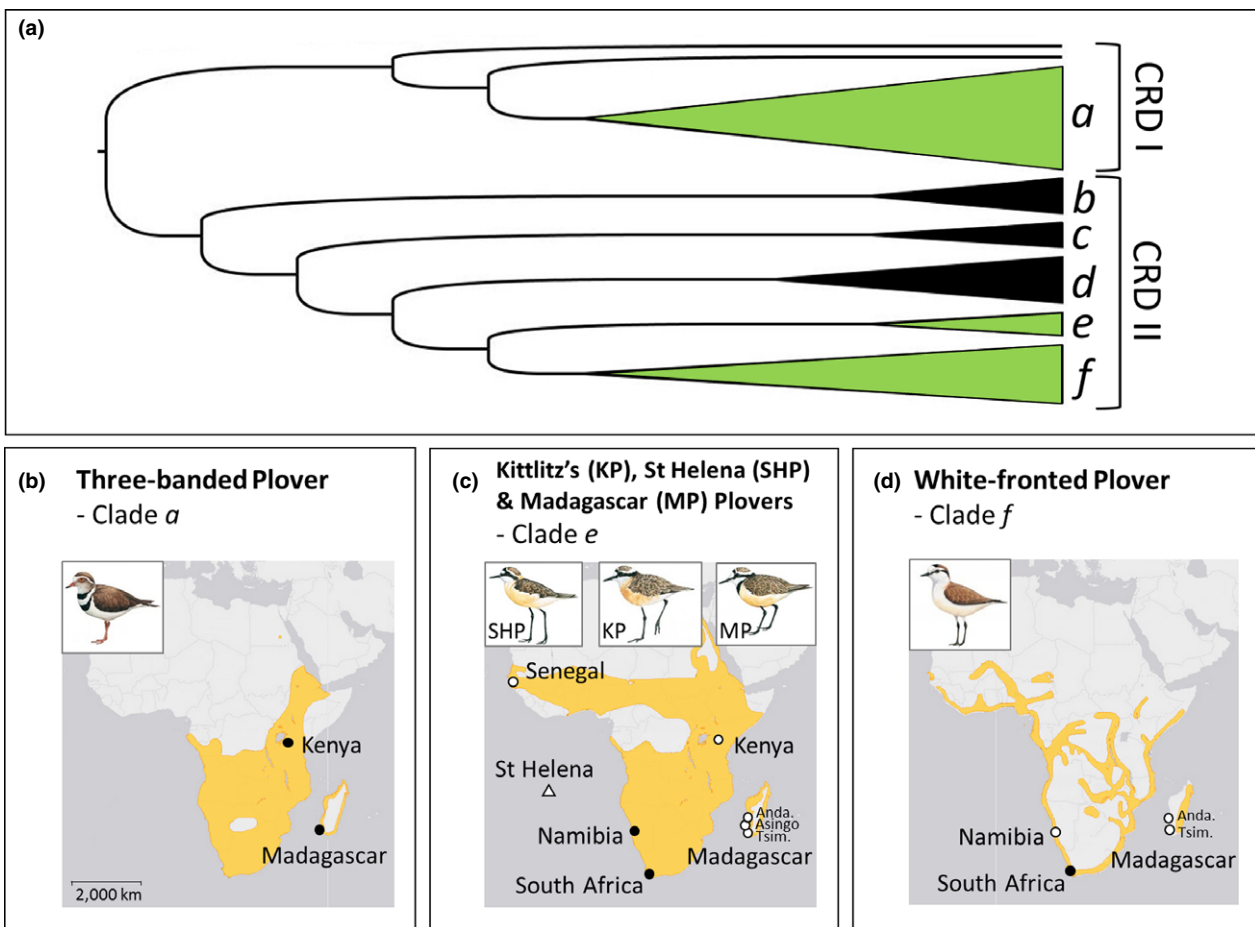 (a)
a
b
c
d
e
f
CRD I
CRD II
(b)
Three-banded Plover
- Clade a
Kenya
Madagascar
2,000 km
(c)
Kittlitz's (KP), St Helena (SHP)
& Madagascar (MP) Plovers
- Clade e
SHP
KP
MP
Senegal
Kenya
St Helena
Anda.
Asingo
Tsim.
Namibia
Madagascar
South Africa
(d)
White-fronted Plover
- Clade f
Anda.
Tsim.
Namibia
Madagascar
South Africa